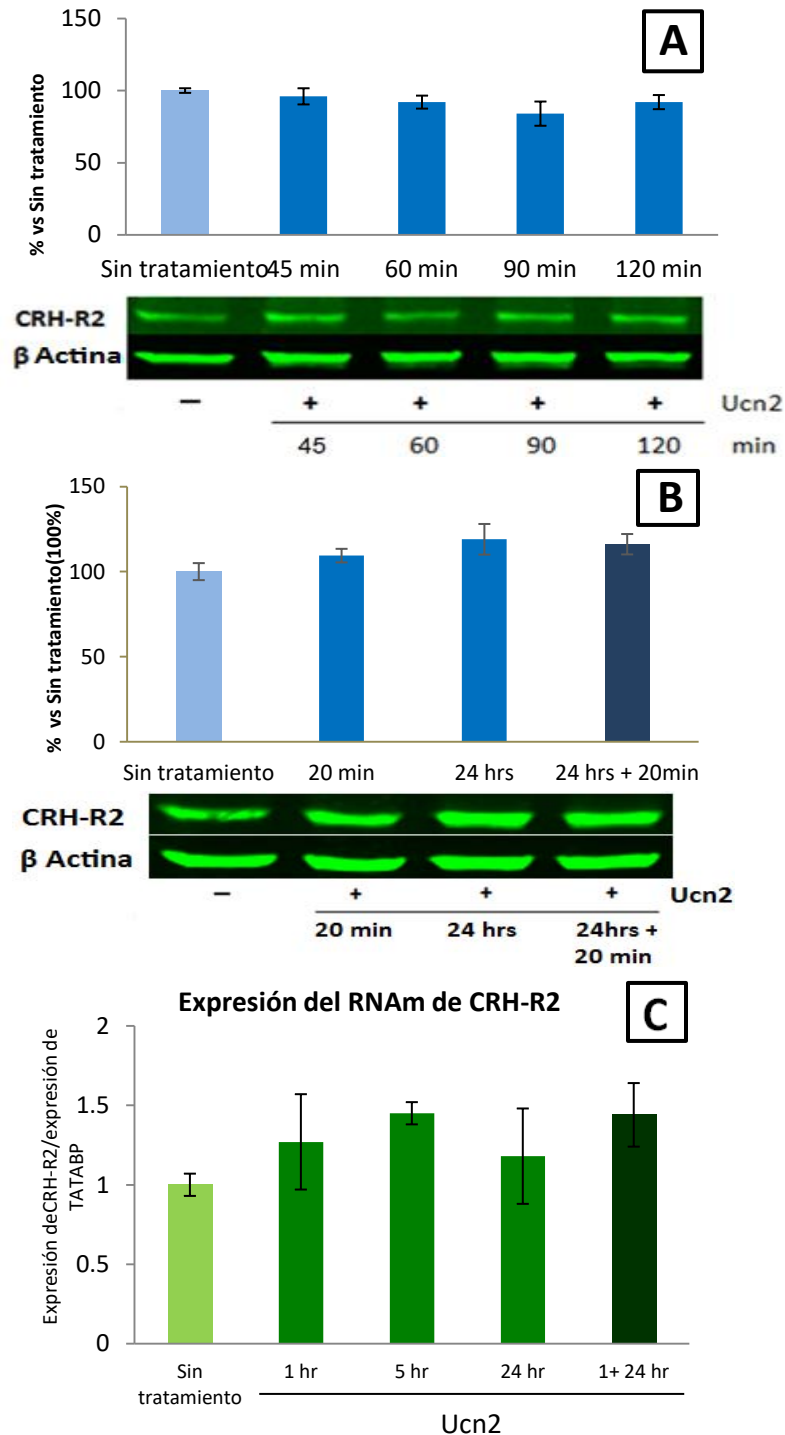 A
150
100
50
0
% vs Sin tratamiento
Sin tratamiento 45 min 60 min 90 min 120 min
CRH-R2
β Actina
– + + + + Ucn2
45 60 90 120 min
B
150
100
50
0
% vs Sin tratamiento(100%)
Sin tratamiento 20 min 24 hrs 24 hrs + 20min
CRH-R2
β Actina
– + + + Ucn2
20 min 24 hrs 24hrs +
20 min
Expresión del RNAm de CRH-R2
C
2
1.5
1
0.5
0
Expresión deCRH-R2/expresión de
TATABP
Sin 1 hr 5 hr 24 hr 1+ 24 hr
tratamiento
Ucn2